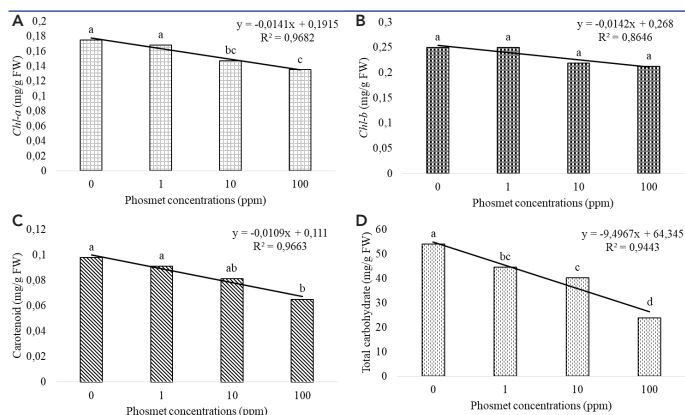 A
y = -0,0141x + 0,1915
R² = 0,9682
Chl-a (mg/g FW)
0,2
0,18
0,16
0,14
0,12
0,1
0,08
0,06
0,04
0,02
0
a
a
bc
c
0 1 10 100
Phosmet concentrations (ppm)
B
y = -0,0142x + 0,268
R² = 0,8646
Chl-b (mg/g FW)
0,3
0,25
0,2
0,15
0,1
0,05
0
a
a
a
a
0 1 10 100
Phosmet concentrations (ppm)
C
y = -0,0109x + 0,111
R² = 0,9663
Carotenoid (mg/g FW)
0,12
0,1
0,08
0,06
0,04
0,02
0
a
a
ab
b
0 1 10 100
Phosmet concentrations (ppm)
D
y = -9,4967x + 64,345
R² = 0,9443
Total carbohydrate (mg/g FW)
60
50
40
30
20
10
0
a
bc
c
d
0 1 10 100
Phosmet concentrations (ppm)